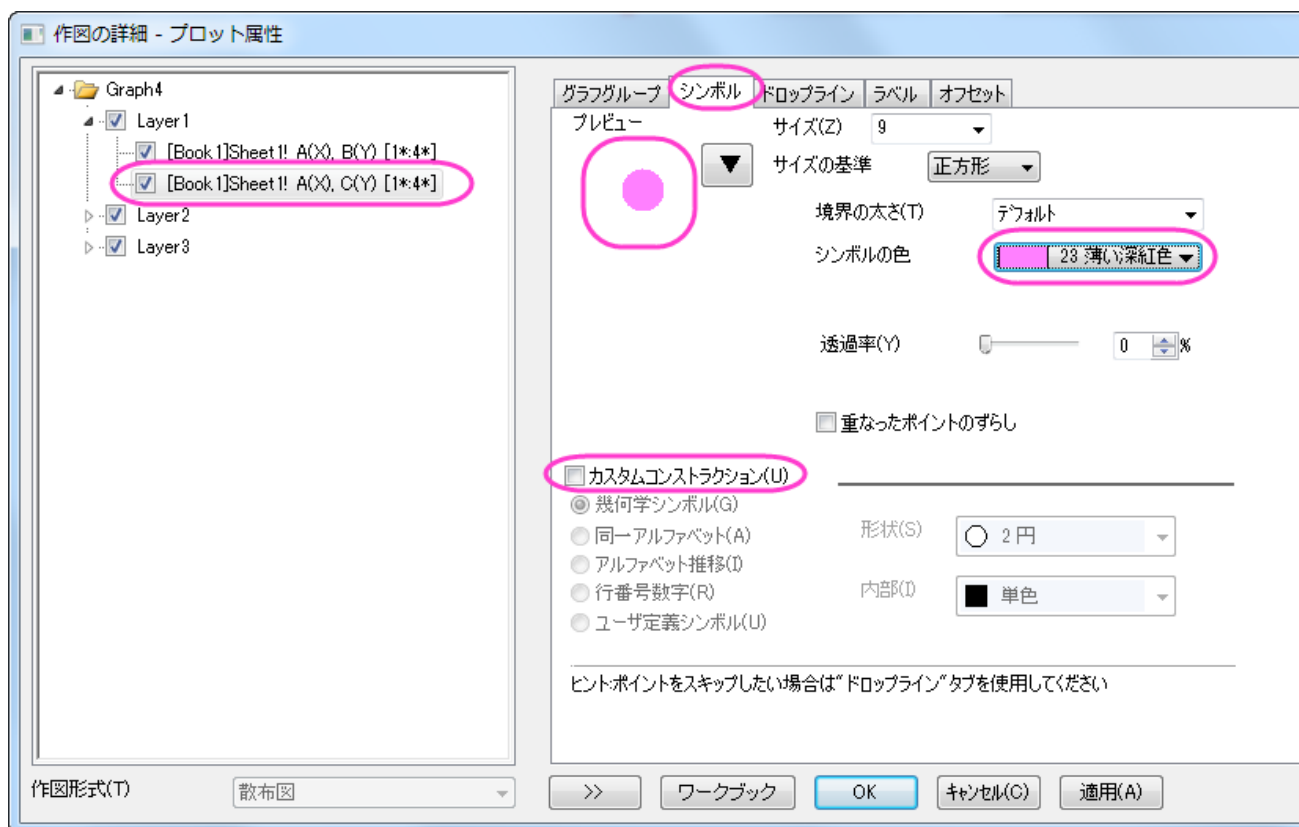 作図の詳細 - プロット属性
Graph4
Layer1
[Book1]Sheet1! A(X), B(Y) [1*:4*]
[Book1]Sheet1! A(X), C(Y) [1*:4*]
Layer2
Layer3
グラフグループ シンボル ドロップライン ラベル オフセット
プレビュー サイズ(Z) 9
サイズの基準 正方形
境界の太さ(T) デフォルト
シンボルの色 23 薄い深紅色
透過率(Y) 0 %
重なったポイントのずらし
カスタムコンストラクション(U)
幾何学シンボル(G)
同一アルファベット(A) 形状(S) 2 円
アルファベット推移(I)
行番号数字(R) 内部(I) 単色
ユーザ定義シンボル(U)
ヒント:ポイントをスキップしたい場合は"ドロップライン"タブを使用してください
作図形式(T) 散布図 >> ワークブック OK キャンセル(C) 適用(A)